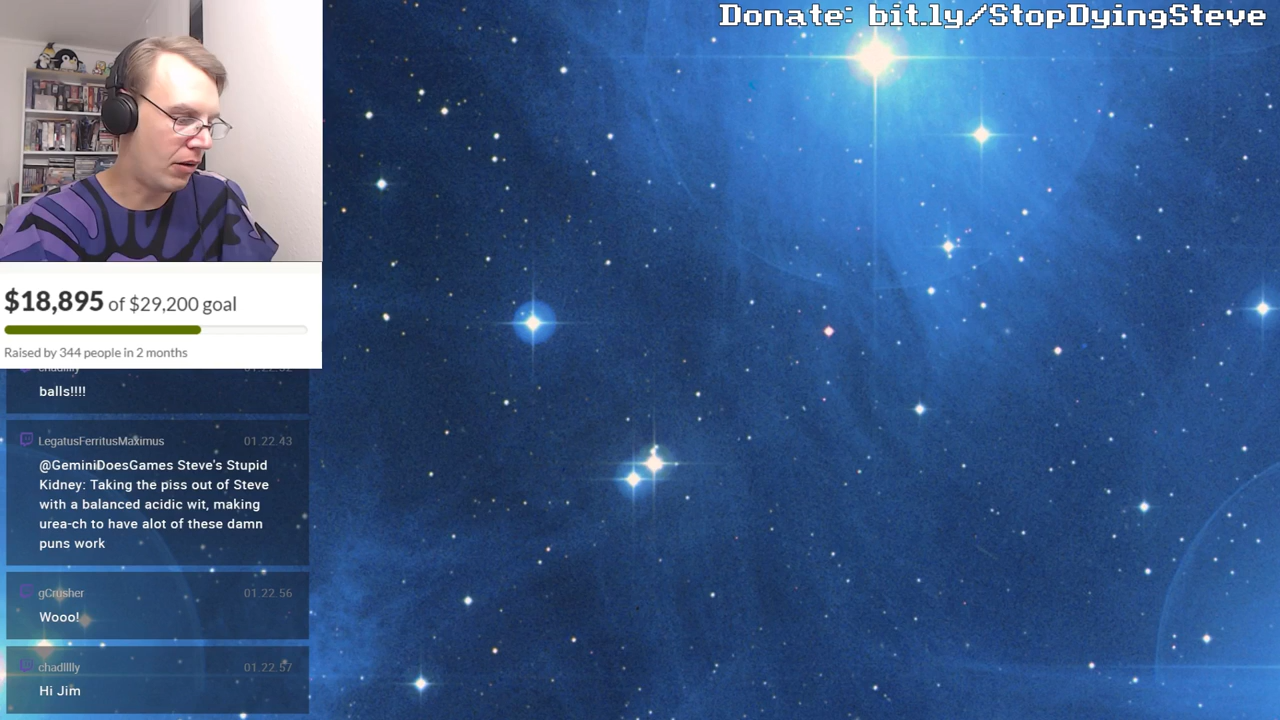 Donate: bit.ly/StopDyingSteve
$18,895 of $29,200 goal
Raised by 344 people in 2 months
balls!!!!
LegatusFerritusMaximus 01.22.43
@GeminiDoesGames Steve's Stupid
Kidney: Taking the piss out of Steve
with a balanced acidic wit, making
urea-ch to have alot of these damn
puns work
gCrusher 01.22.56
Wooo!
chadlllly 01.22.57
Hi Jim